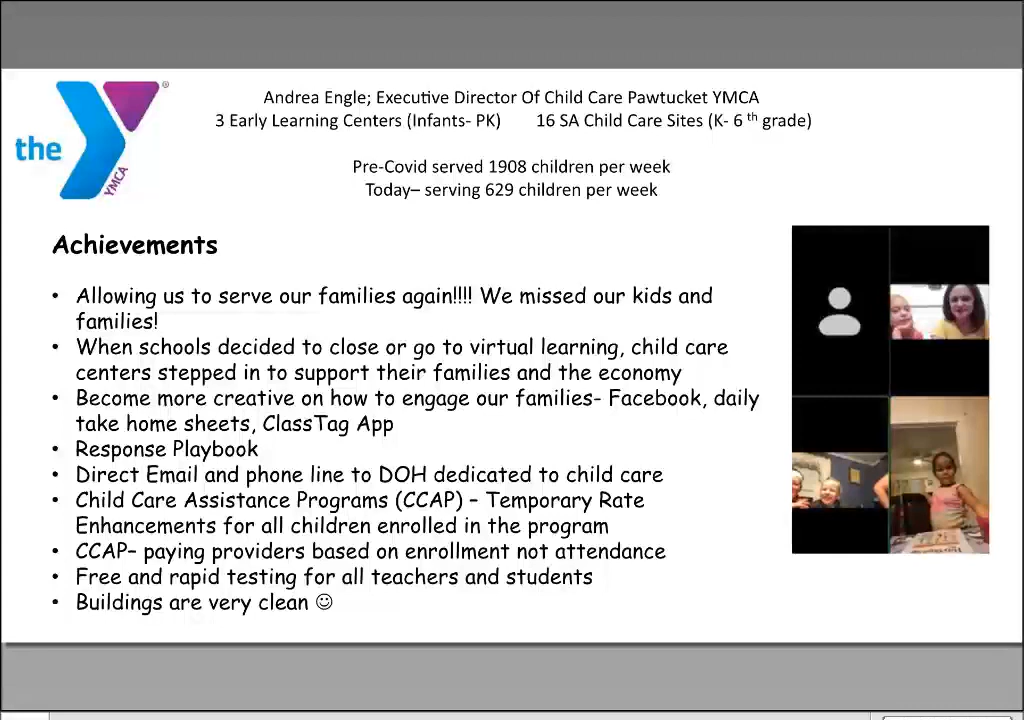 the
YMCA
®
Andrea Engle; Executive Director Of Child Care Pawtucket YMCA
3 Early Learning Centers (Infants- PK) 16 SA Child Care Sites (K- 6 th grade)
Pre-Covid served 1908 children per week
Today– serving 629 children per week
Achievements
• Allowing us to serve our families again!!!! We missed our kids and
families!
• When schools decided to close or go to virtual learning, child care
centers stepped in to support their families and the economy
• Become more creative on how to engage our families- Facebook, daily
take home sheets, ClassTag App
• Response Playbook
• Direct Email and phone line to DOH dedicated to child care
• Child Care Assistance Programs (CCAP) – Temporary Rate
Enhancements for all children enrolled in the program
• CCAP– paying providers based on enrollment not attendance
• Free and rapid testing for all teachers and students
• Buildings are very clean ☺